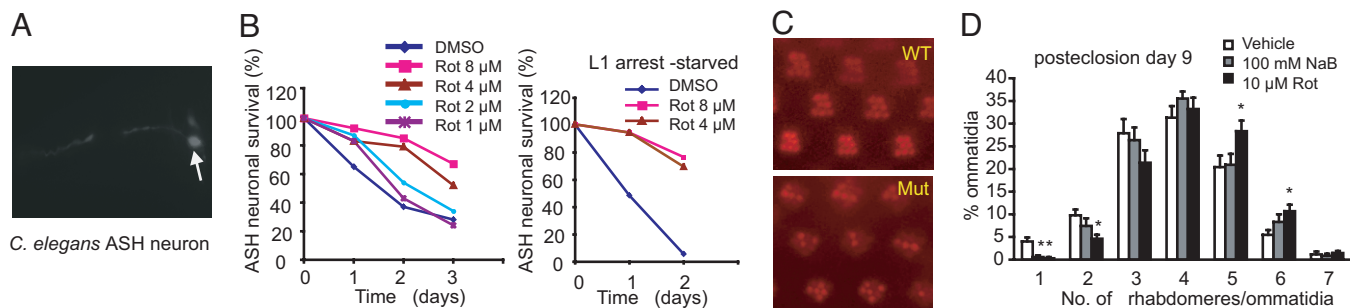 A
C. elegans ASH neuron
B
ASH neuronal survival (%)
120
100
80
60
40
20
0
0 1 2 3
Time (days)
DMSO
Rot 8 µM
Rot 4 µM
Rot 2 µM
Rot 1 µM
L1 arrest -starved
DMSO
Rot 8 µM
Rot 4 µM
ASH neuronal survival (%)
120
100
80
60
40
20
0
0 1 2
Time (days)
C
WT
Mut
D
posteclosion day 9
Vehicle
100 mM NaB
10 µM Rot
% ommatidia
40
35
30
25
20
15
10
5
0
** * * *
1 2 3 4 5 6 7
No. of rhabdomeres/ommatidia